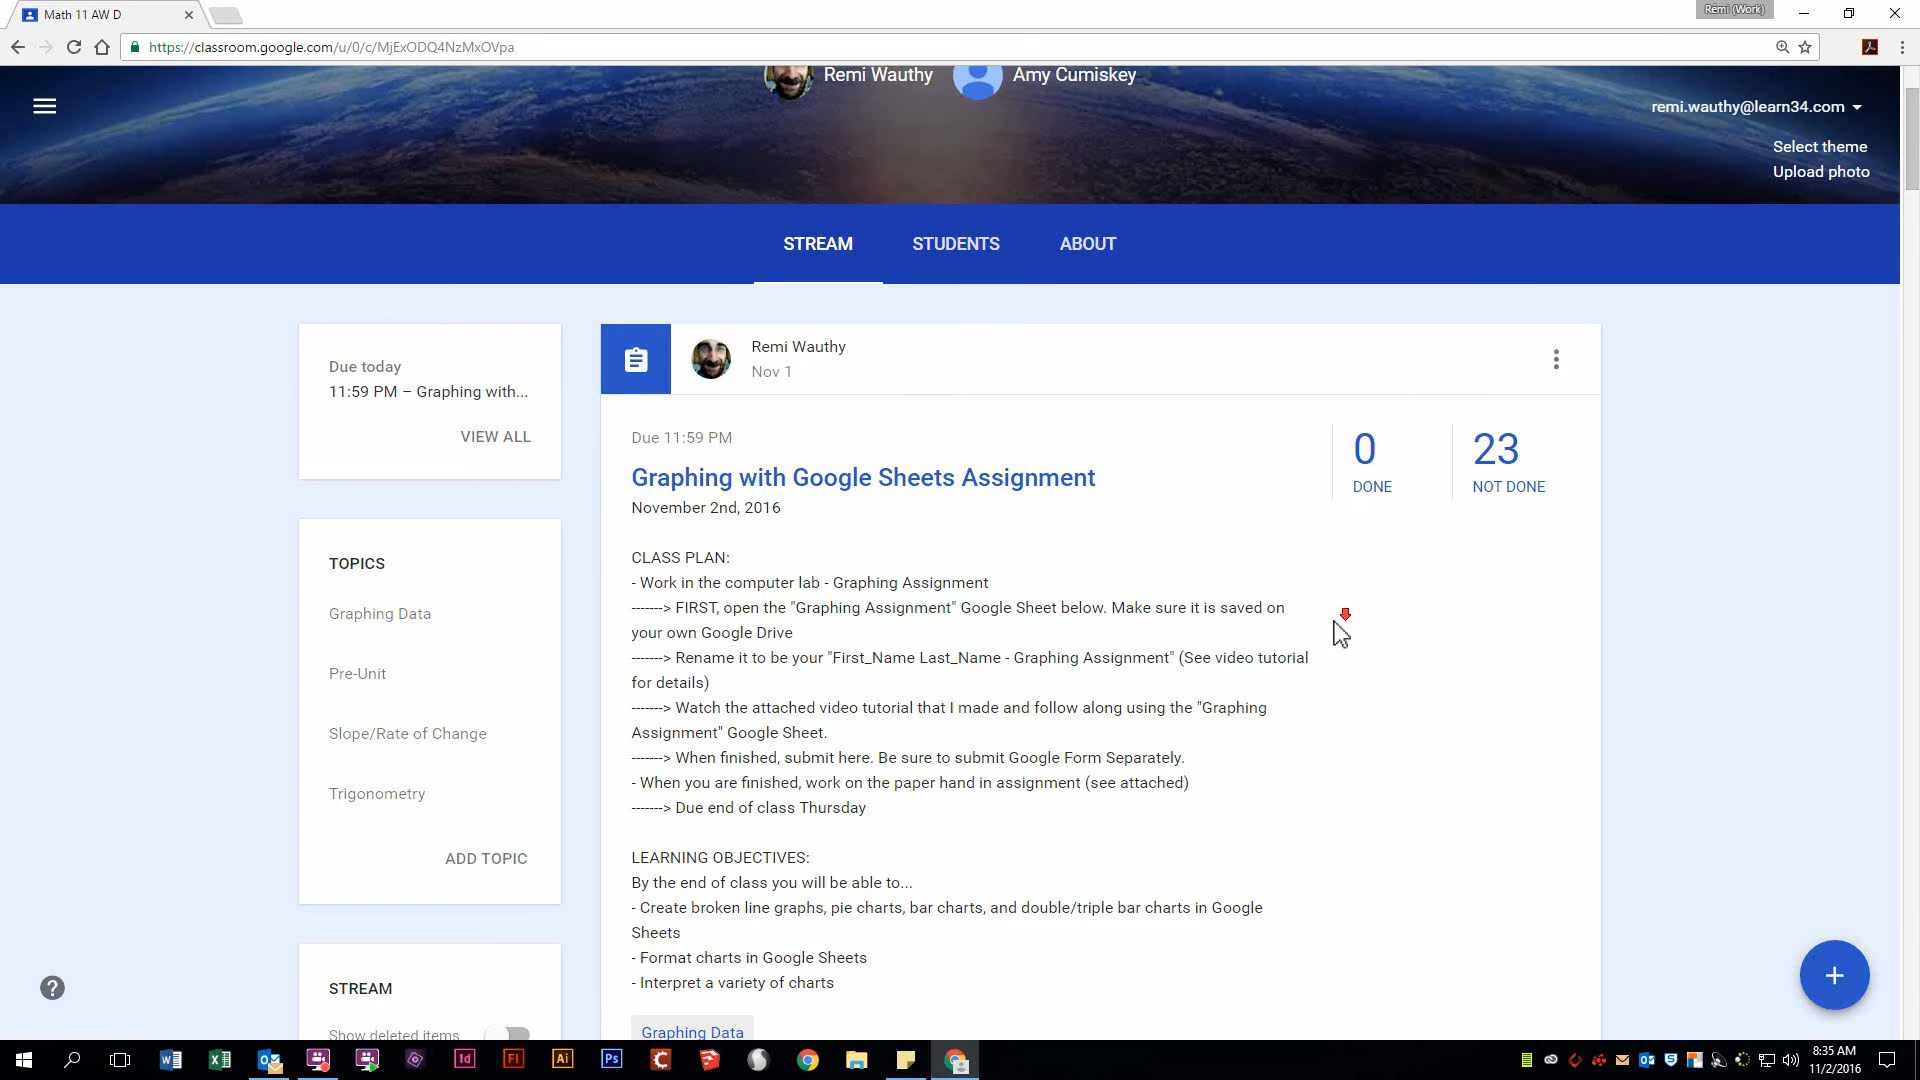 Math 11 AW D
Rémi (Work)
https://classroom.google.com/u/0/c/MjExODQ4NzMxOVpa
Remi Wauthy
Amy Cumiskey
remi.wauthy@learn34.com
Select theme
Upload photo
STREAM
STUDENTS
ABOUT
Due today
11:59 PM – Graphing with...
VIEW ALL
TOPICS
Graphing Data
Pre-Unit
Slope/Rate of Change
Trigonometry
ADD TOPIC
STREAM
Show deleted items
Remi Wauthy
Nov 1
Due 11:59 PM
Graphing with Google Sheets Assignment
November 2nd, 2016
0
DONE
23
NOT DONE
CLASS PLAN:
- Work in the computer lab - Graphing Assignment
-------> FIRST, open the "Graphing Assignment" Google Sheet below. Make sure it is saved on
your own Google Drive
-------> Rename it to be your "First_Name Last_Name - Graphing Assignment" (See video tutorial
for details)
-------> Watch the attached video tutorial that I made and follow along using the "Graphing
Assignment" Google Sheet.
-------> When finished, submit here. Be sure to submit Google Form Separately.
- When you are finished, work on the paper hand in assignment (see attached)
-------> Due end of class Thursday
LEARNING OBJECTIVES:
By the end of class you will be able to...
- Create broken line graphs, pie charts, bar charts, and double/triple bar charts in Google
Sheets
- Format charts in Google Sheets
- Interpret a variety of charts
Graphing Data
8:35 AM
11/2/2016